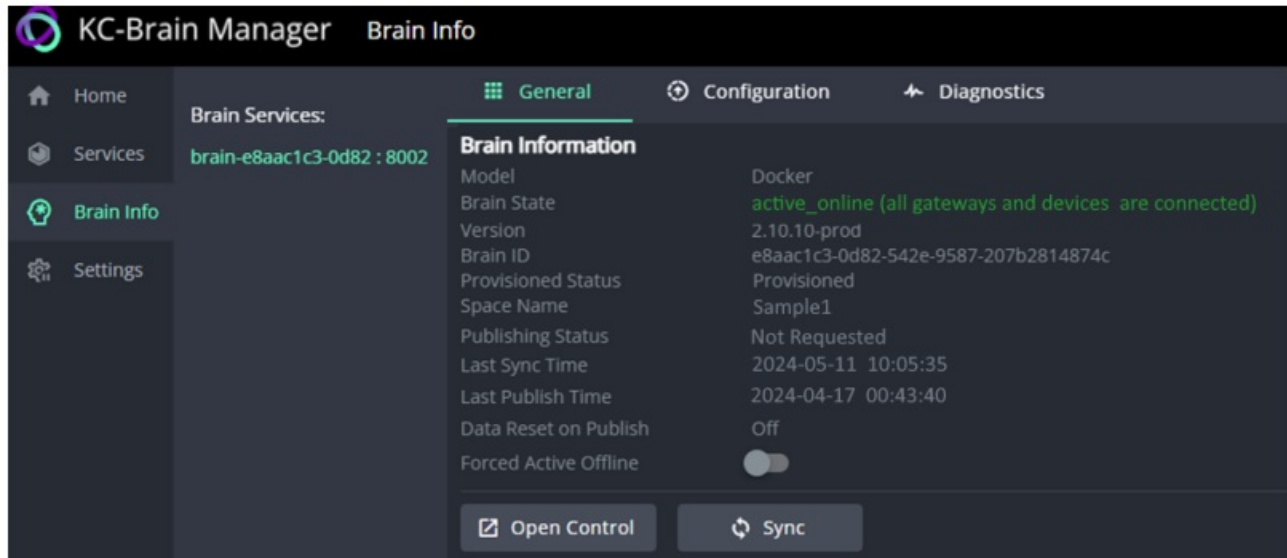 KC-Brain Manager Brain Info
Home
Services
Brain Info
Settings
Brain Services:
brain-e8aac1c3-0d82 : 8002
General Configuration Diagnostics
Brain Information
Model Docker
Brain State active_online (all gateways and devices are connected)
Version 2.10.10-prod
Brain ID e8aac1c3-0d82-542e-9587-207b2814874c
Provisioned Status Provisioned
Space Name Sample1
Publishing Status Not Requested
Last Sync Time 2024-05-11 10:05:35
Last Publish Time 2024-04-17 00:43:40
Data Reset on Publish Off
Forced Active Offline
Open Control Sync